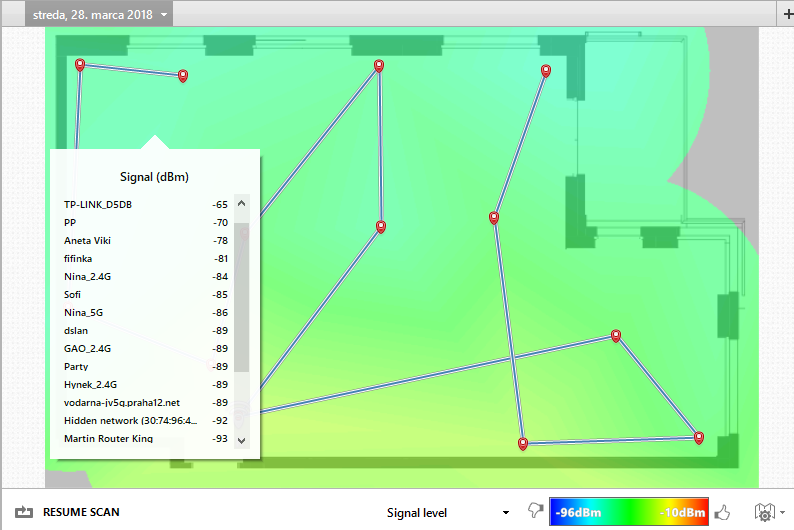 streda, 28. marca 2018
Signal (dBm)
TP-LINK_D5DB -65
PP -70
Aneta Viki -78
fifinka -81
Nina_2.4G -84
Sofi -85
Nina_5G -86
dslan -89
GAO_2.4G -89
Party -89
Hynek_2.4G -89
vodarna-jv5q.praha12.net -89
Hidden network (30:74:96:4... -92
Martin Router King -93
RESUME SCAN
Signal level
-96dBm
-10dBm